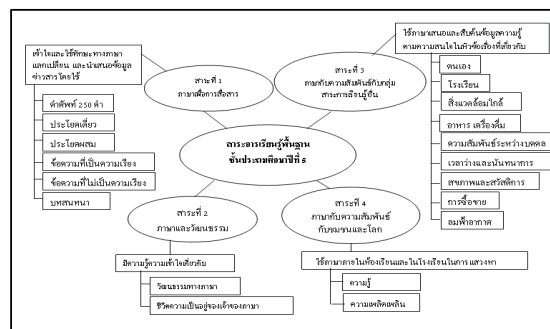 สาระการเรียนรู้พื้นฐาน
ชั้นประถมศึกษาปีที่ 5
สาระที่ 1
ภาษาเพื่อการสื่อสาร
เข้าใจและใช้ทักษะทางภาษา
แลกเปลี่ยน และนำเสนอข้อมูล
ข่าวสารโดยใช้
คำศัพท์ 250 คำ
ประโยคเดี่ยว
ประโยคผสม
ข้อความที่เป็นความเรียง
ข้อความที่ไม่เป็นความเรียง
บทสนทนา
สาระที่ 2
ภาษาและวัฒนธรรม
มีความรู้ความเข้าใจเกี่ยวกับ
วัฒนธรรมทางภาษา
ชีวิตความเป็นอยู่ของเจ้าของภาษา
สาระที่ 3
ภาษากับความสัมพันธ์กับกลุ่ม
สาระการเรียนรู้อื่น
ใช้ภาษาเสนอและสืบค้นข้อมูลความรู้
ตามความสนใจในหัวข้อเรื่องที่เกี่ยวกับ
ตนเอง
โรงเรียน
สิ่งแวดล้อมใกล้
อาหาร เครื่องดื่ม
ความสัมพันธ์ระหว่างบุคคล
เวลาว่างและนันทนาการ
สุขภาพและสวัสดิการ
การซื้อขาย
ลมฟ้าอากาศ
สาระที่ 4
ภาษากับความสัมพันธ์
กับชุมชนและโลก
ใช้ภาษาภายในห้องเรียนและในโรงเรียนในการ แสวงหา
ความรู้
ความเพลิดเพลิน